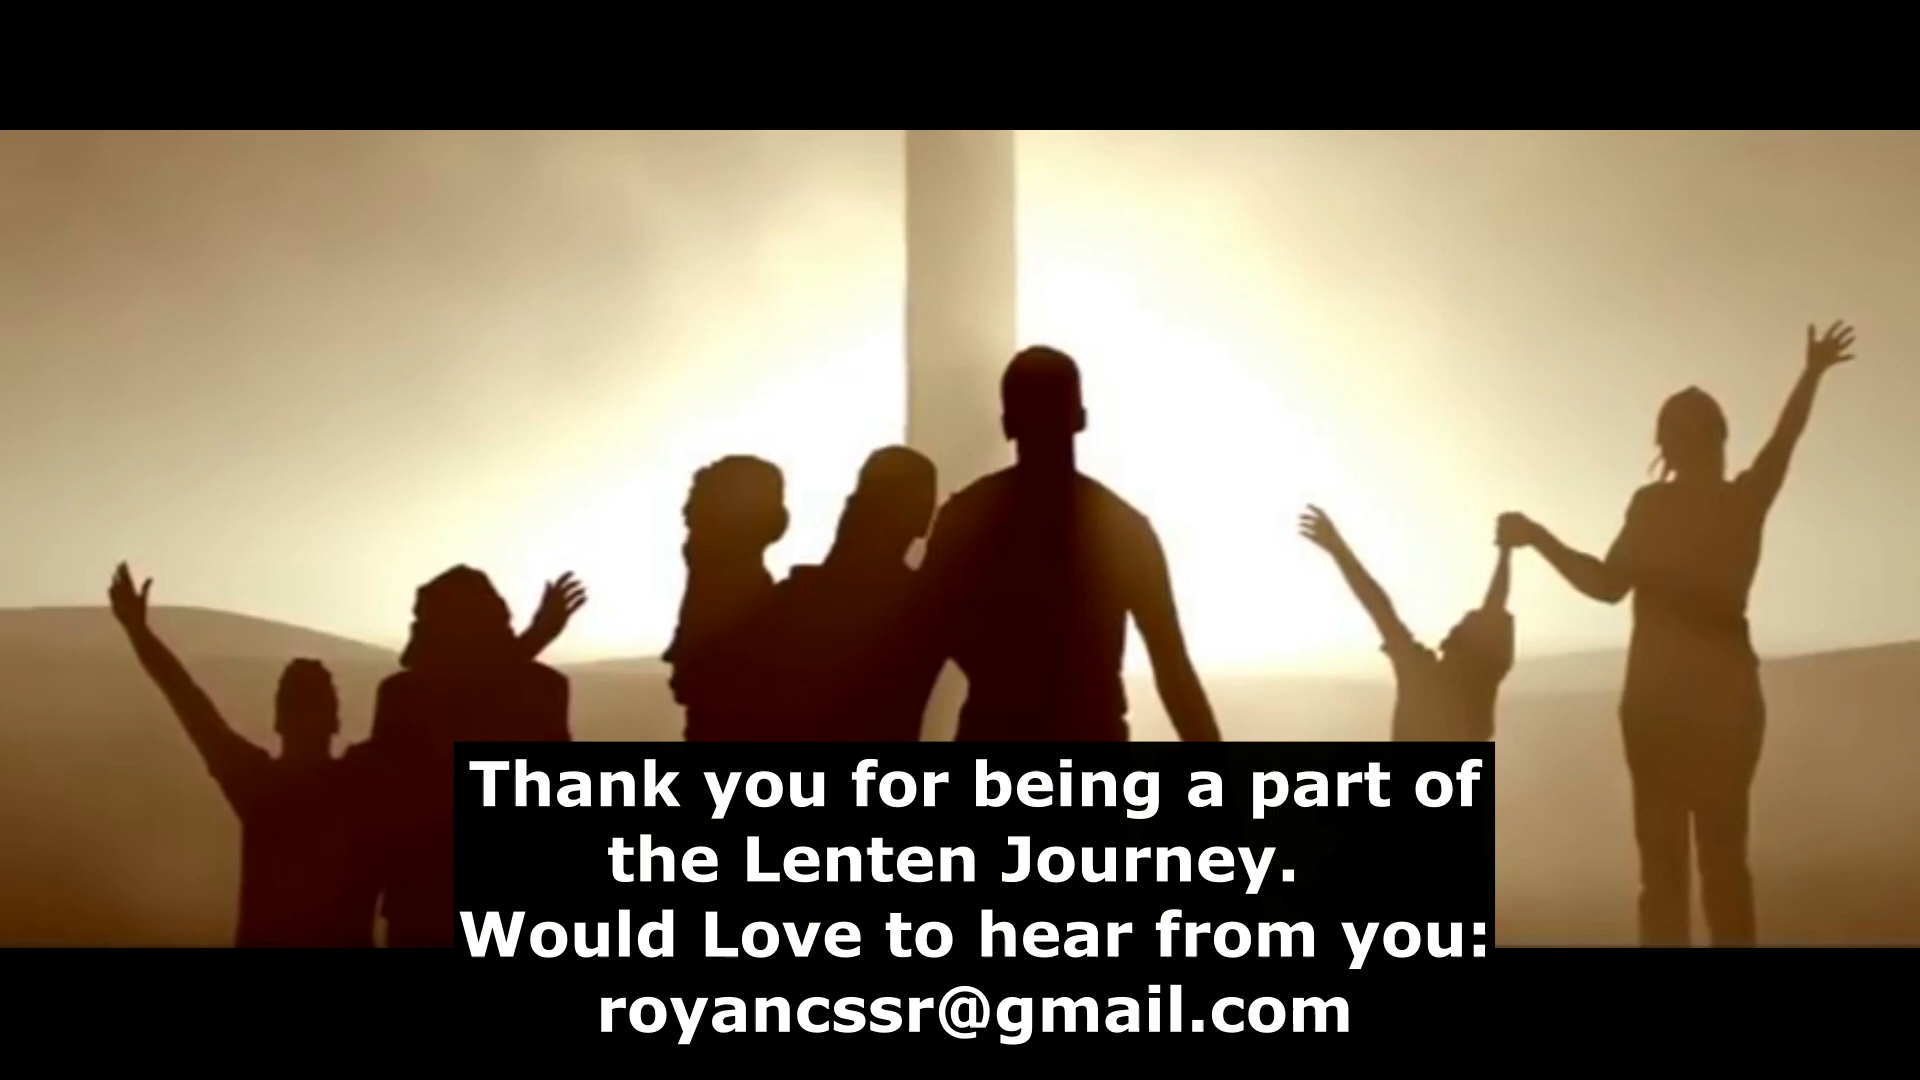 Thank you for being a part of
the Lenten Journey.
Would Love to hear from you:
royancssr@gmail.com